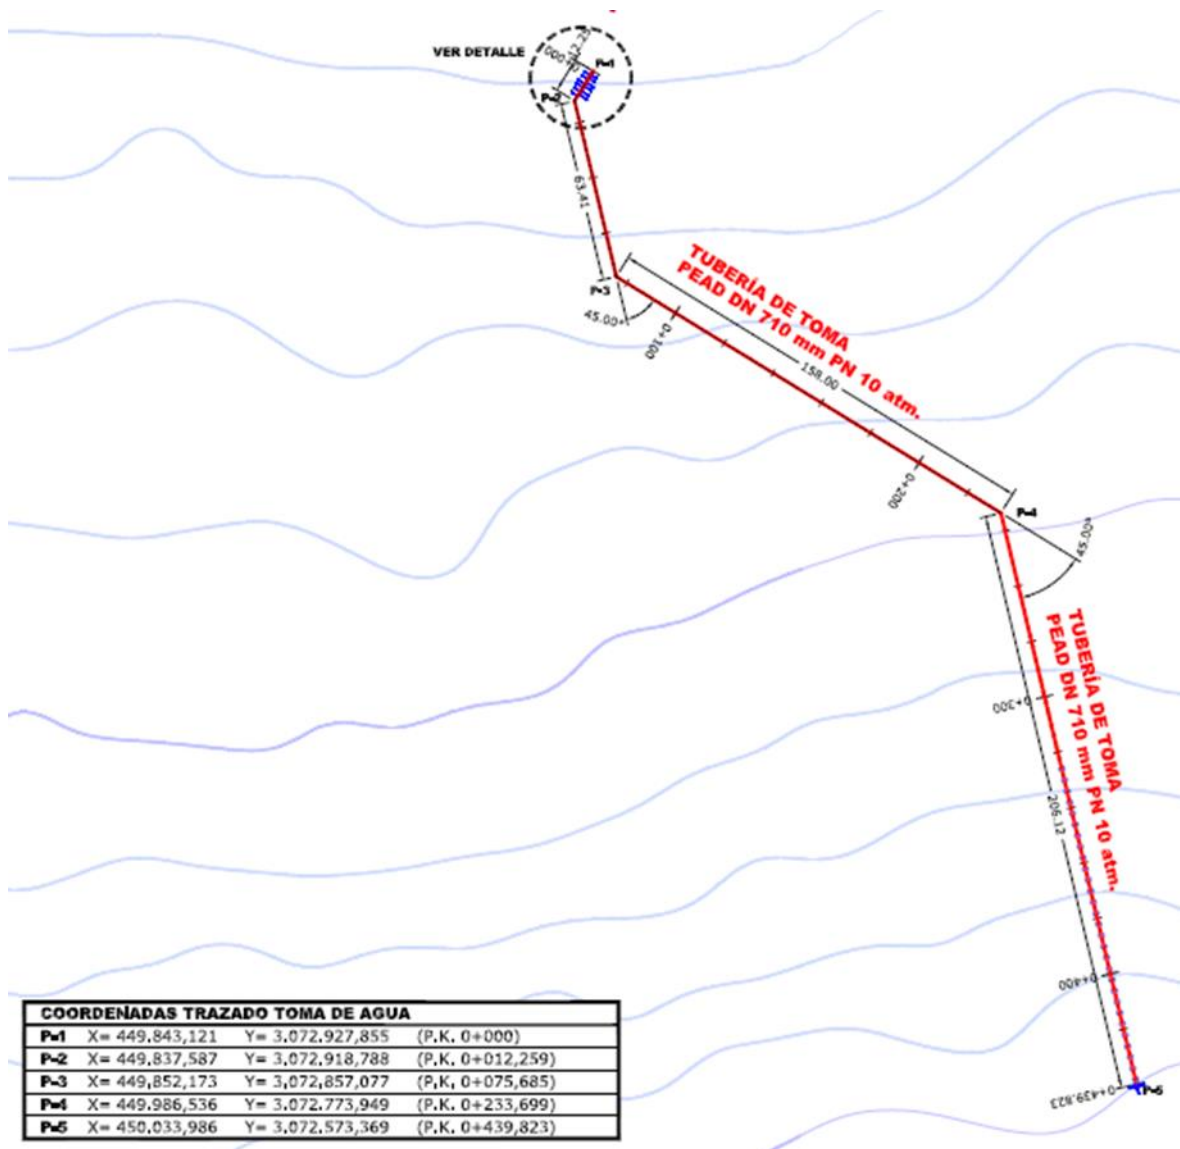 VER DETALLE
12.26
0+000
P-1
P-2
63.41
P-3
45.00°
TUBERÍA DE TOMA
PEAD DN 710 mm PN 10 atm.
158.00
0+100
0+200
P-4
45.00°
TUBERÍA DE TOMA
PEAD DN 710 mm PN 10 atm.
0+300
206.12
0+400
0+439.823
P-5
COORDENADAS TRAZADO TOMA DE AGUA
P-1 X= 449.843,121 Y= 3.072.927,855 (P.K. 0+000)
P-2 X= 449.837,587 Y= 3.072.918,788 (P.K. 0+012,259)
P-3 X= 449.852,173 Y= 3.072.857,077 (P.K. 0+075,685)
P-4 X= 449.986,536 Y= 3.072.773,949 (P.K. 0+233,699)
P-5 X= 450.033,986 Y= 3.072.573,369 (P.K. 0+439,823)